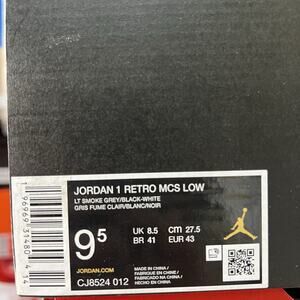 JORDAN 1 RETRO MCS LOW
LT SMOKE GREY/BLACK-WHITE
GRIS FUME CLAIR/BLANC/NOIR
9.5
UK 8.5 cm 27.5
BR 41 EUR 43
JORDAN.COM
CJ8524 012
MADE IN CHINA /
FABRIQUE EN CHINE /
FABRICADO EN CHINA /
HECHO EN CHINA